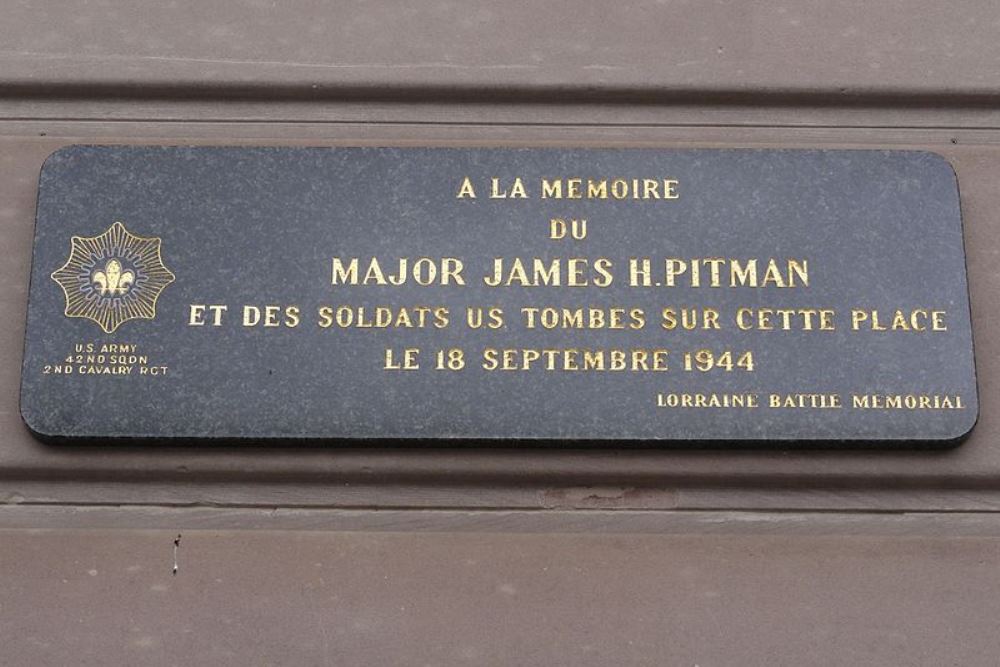 A LA MEMOIRE
DU
MAJOR JAMES H.PITMAN
ET DES SOLDATS US TOMBES SUR CETTE PLACE
LE 18 SEPTEMBRE 1944
LORRAINE BATTLE MEMORIAL
U.S. ARMY
42ND SQDN
2ND CAVALRY RGT